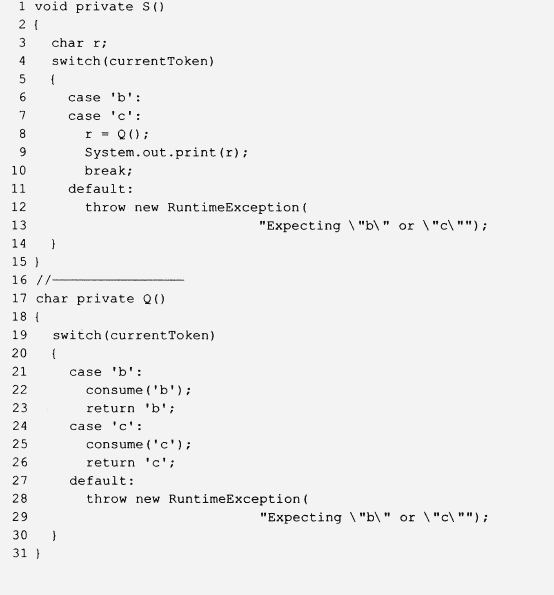 1 void private S()
2 {
3   char r;
4   switch(currentToken)
5   {
6     case 'b':
7     case 'c':
8       r = Q();
9       System.out.print(r);
10       break;
11     default:
12       throw new RuntimeException(
13                            "Expecting \"b\" or \"c\"");
14   }
15 }
16 //————————————————
17 char private Q()
18 {
19   switch(currentToken)
20   {
21     case 'b':
22       consume('b');
23       return 'b';
24     case 'c':
25       consume('c');
26       return 'c';
27     default:
28       throw new RuntimeException(
29                            "Expecting \"b\" or \"c\"");
30   }
31 }